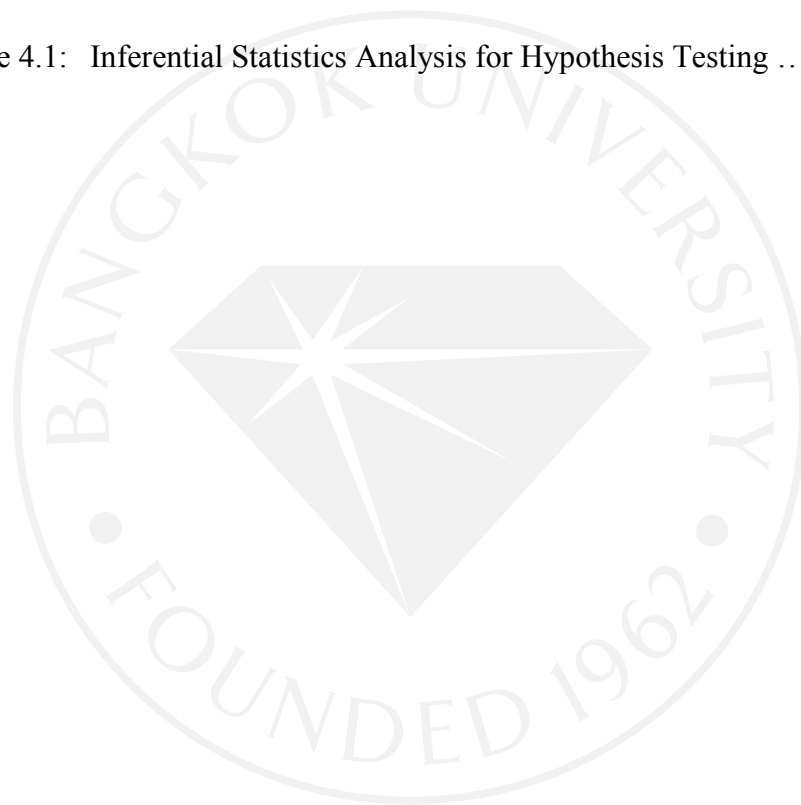 e 4.1: Inferential Statistics Analysis for Hypothesis Testing ..
BANGKOK UNIVERSITY
• FOUNDED 1962 •